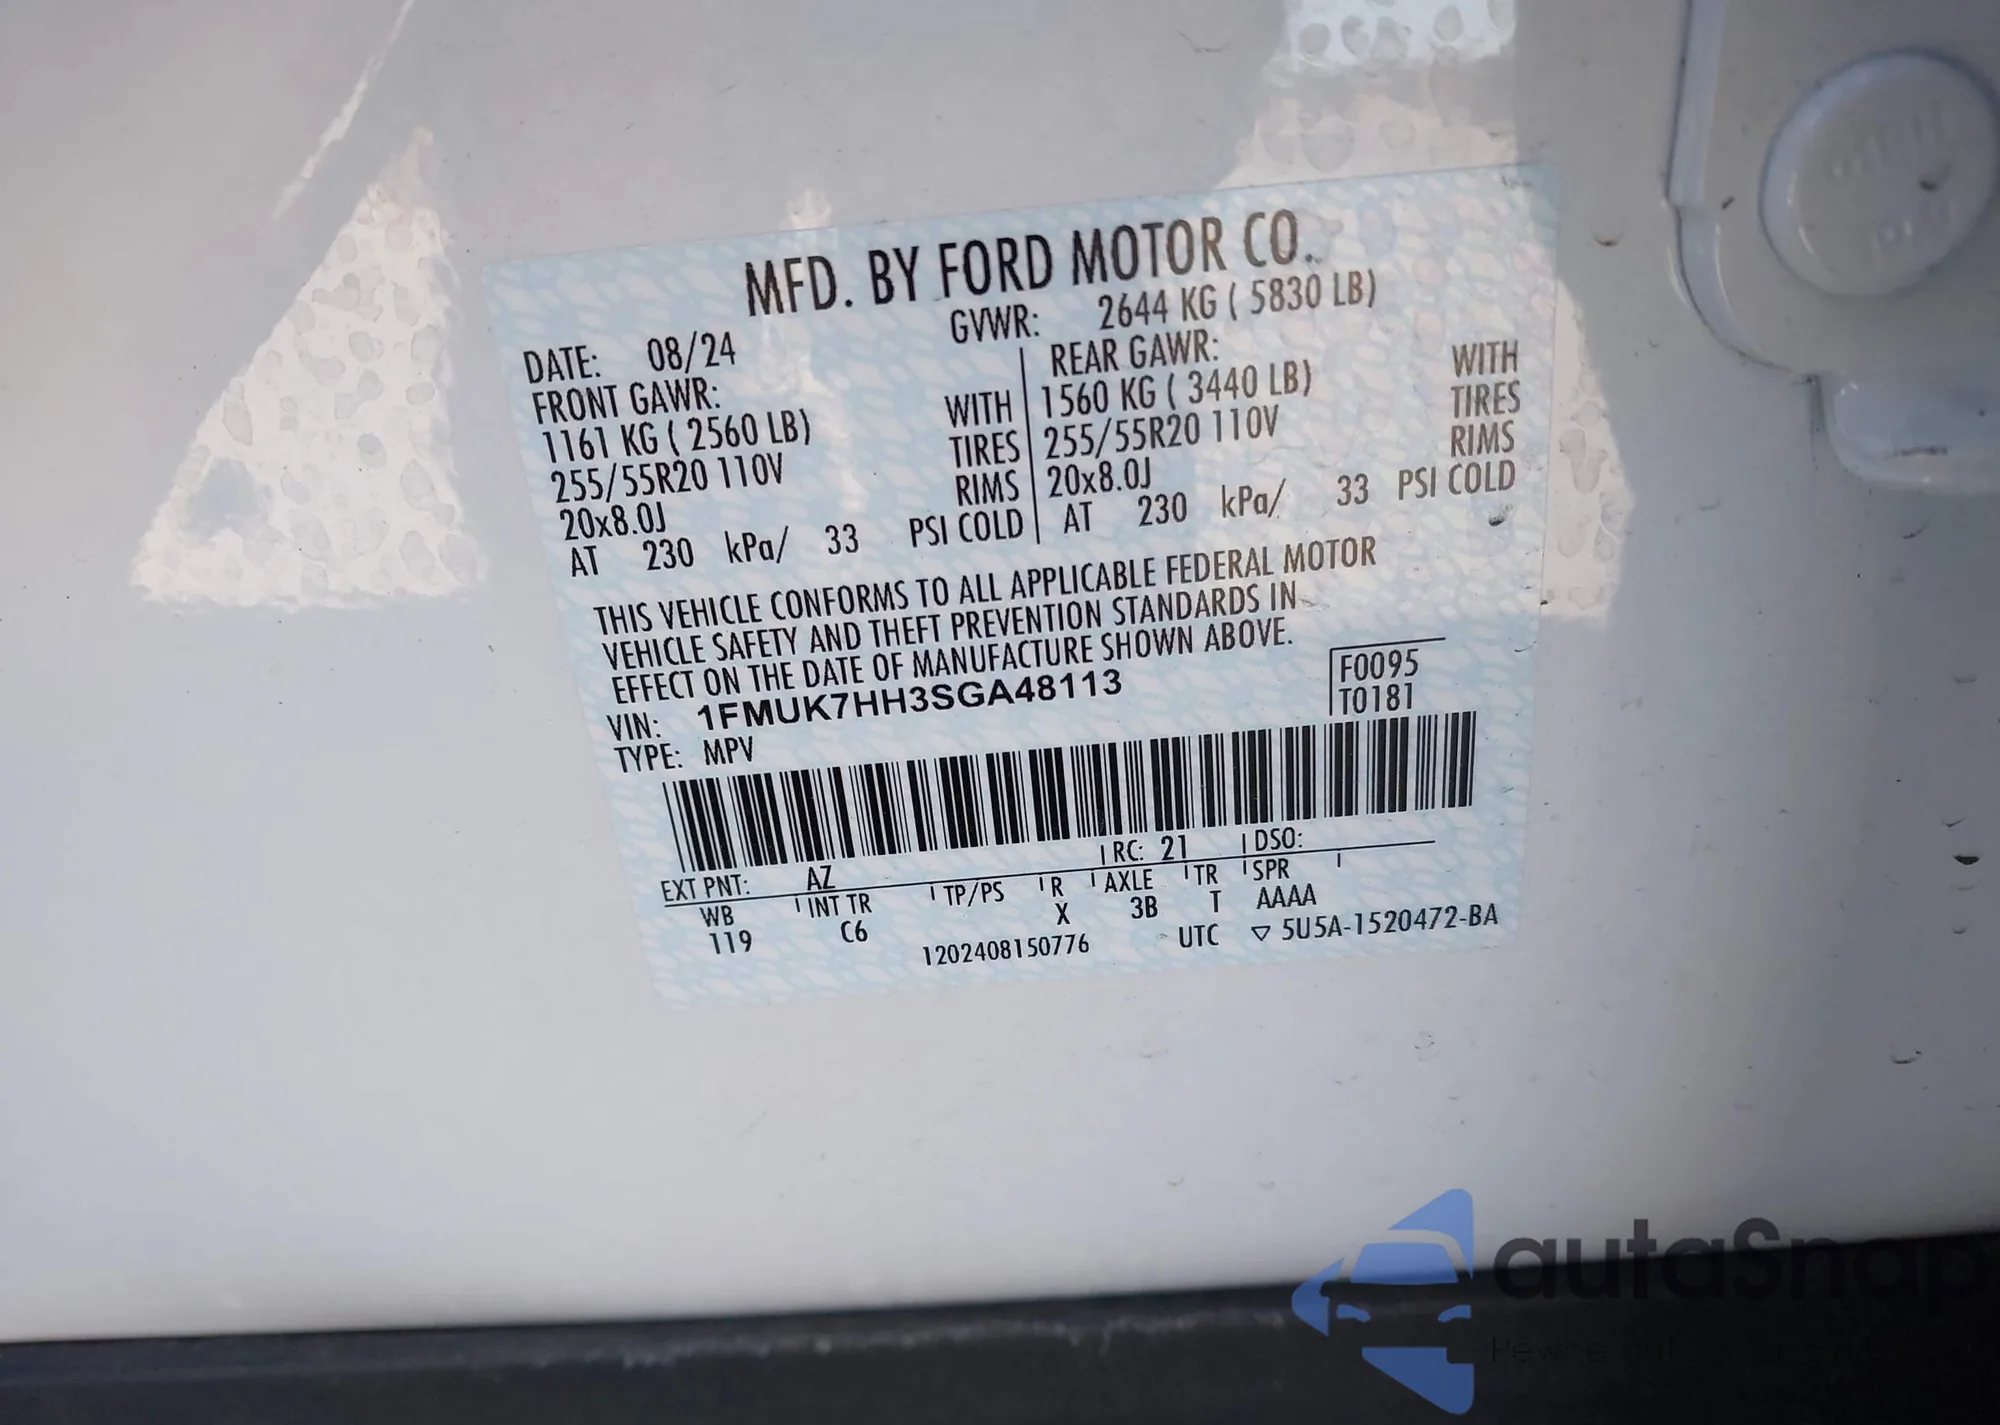 MFD. BY FORD MOTOR CO.
DATE: 08/24 GVWR: 2644 KG ( 5830 LB)
FRONT GAWR: REAR GAWR:
1161 KG ( 2560 LB) WITH 1560 KG ( 3440 LB) WITH
255/55R20 110V TIRES 255/55R20 110V TIRES
20x8.0J RIMS 20x8.0J RIMS
AT 230 kPa/ 33 PSI COLD AT 230 kPa/ 33 PSI COLD
THIS VEHICLE CONFORMS TO ALL APPLICABLE FEDERAL MOTOR
VEHICLE SAFETY AND THEFT PREVENTION STANDARDS IN
EFFECT ON THE DATE OF MANUFACTURE SHOWN ABOVE.
VIN: 1FMUK7HH3SGA48113 F0095
TYPE: MPV T0181
EXT PNT: AZ RC: 21 DSO:
WB INT TR TP/PS R AXLE TR SPR
119 C6 X 3B T AAAA
1202408150776 UTC ▽ 5U5A-1520472-BA
autaSnap